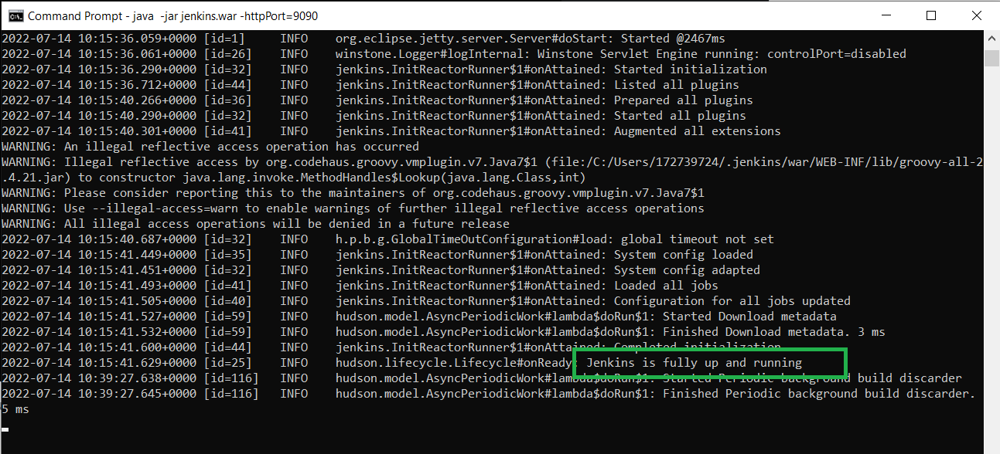 Command Prompt - java  -jar jenkins.war -httpPort=9090
2022-07-14 10:15:36.059+0000 [id=1]     INFO    org.eclipse.jetty.server.Server#doStart: Started @2467ms
2022-07-14 10:15:36.061+0000 [id=26]    INFO    winstone.Logger#logInternal: Winstone Servlet Engine running: controlPort=disabled
2022-07-14 10:15:36.290+0000 [id=32]    INFO    jenkins.InitReactorRunner$1#onAttained: Started initialization
2022-07-14 10:15:36.712+0000 [id=44]    INFO    jenkins.InitReactorRunner$1#onAttained: Listed all plugins
2022-07-14 10:15:40.266+0000 [id=36]    INFO    jenkins.InitReactorRunner$1#onAttained: Prepared all plugins
2022-07-14 10:15:40.290+0000 [id=32]    INFO    jenkins.InitReactorRunner$1#onAttained: Started all plugins
2022-07-14 10:15:40.301+0000 [id=41]    INFO    jenkins.InitReactorRunner$1#onAttained: Augmented all extensions
WARNING: An illegal reflective access operation has occurred
WARNING: Illegal reflective access by org.codehaus.groovy.vmplugin.v7.Java7$1 (file:/C:/Users/172739724/.jenkins/war/WEB-INF/lib/groovy-all-2
.4.21.jar) to constructor java.lang.invoke.MethodHandles$Lookup(java.lang.Class,int)
WARNING: Please consider reporting this to the maintainers of org.codehaus.groovy.vmplugin.v7.Java7$1
WARNING: Use --illegal-access=warn to enable warnings of further illegal reflective access operations
WARNING: All illegal access operations will be denied in a future release
2022-07-14 10:15:40.687+0000 [id=32]    INFO    h.p.b.g.GlobalTimeOutConfiguration#load: global timeout not set
2022-07-14 10:15:41.449+0000 [id=35]    INFO    jenkins.InitReactorRunner$1#onAttained: System config loaded
2022-07-14 10:15:41.451+0000 [id=32]    INFO    jenkins.InitReactorRunner$1#onAttained: System config adapted
2022-07-14 10:15:41.493+0000 [id=41]    INFO    jenkins.InitReactorRunner$1#onAttained: Loaded all jobs
2022-07-14 10:15:41.505+0000 [id=40]    INFO    jenkins.InitReactorRunner$1#onAttained: Configuration for all jobs updated
2022-07-14 10:15:41.527+0000 [id=59]    INFO    hudson.model.AsyncPeriodicWork#lambda$doRun$1: Started Download metadata
2022-07-14 10:15:41.532+0000 [id=59]    INFO    hudson.model.AsyncPeriodicWork#lambda$doRun$1: Finished Download metadata. 3 ms
2022-07-14 10:15:41.600+0000 [id=44]    INFO    jenkins.InitReactorRunner$1#onAttained: Completed initialization
2022-07-14 10:15:41.629+0000 [id=25]    INFO    hudson.lifecycle.Lifecycle#onReady: Jenkins is fully up and running
2022-07-14 10:39:27.638+0000 [id=116]   INFO    hudson.model.AsyncPeriodicWork#lambda$doRun$1: Started Periodic background build discarder
2022-07-14 10:39:27.645+0000 [id=116]   INFO    hudson.model.AsyncPeriodicWork#lambda$doRun$1: Finished Periodic background build discarder.
5 ms